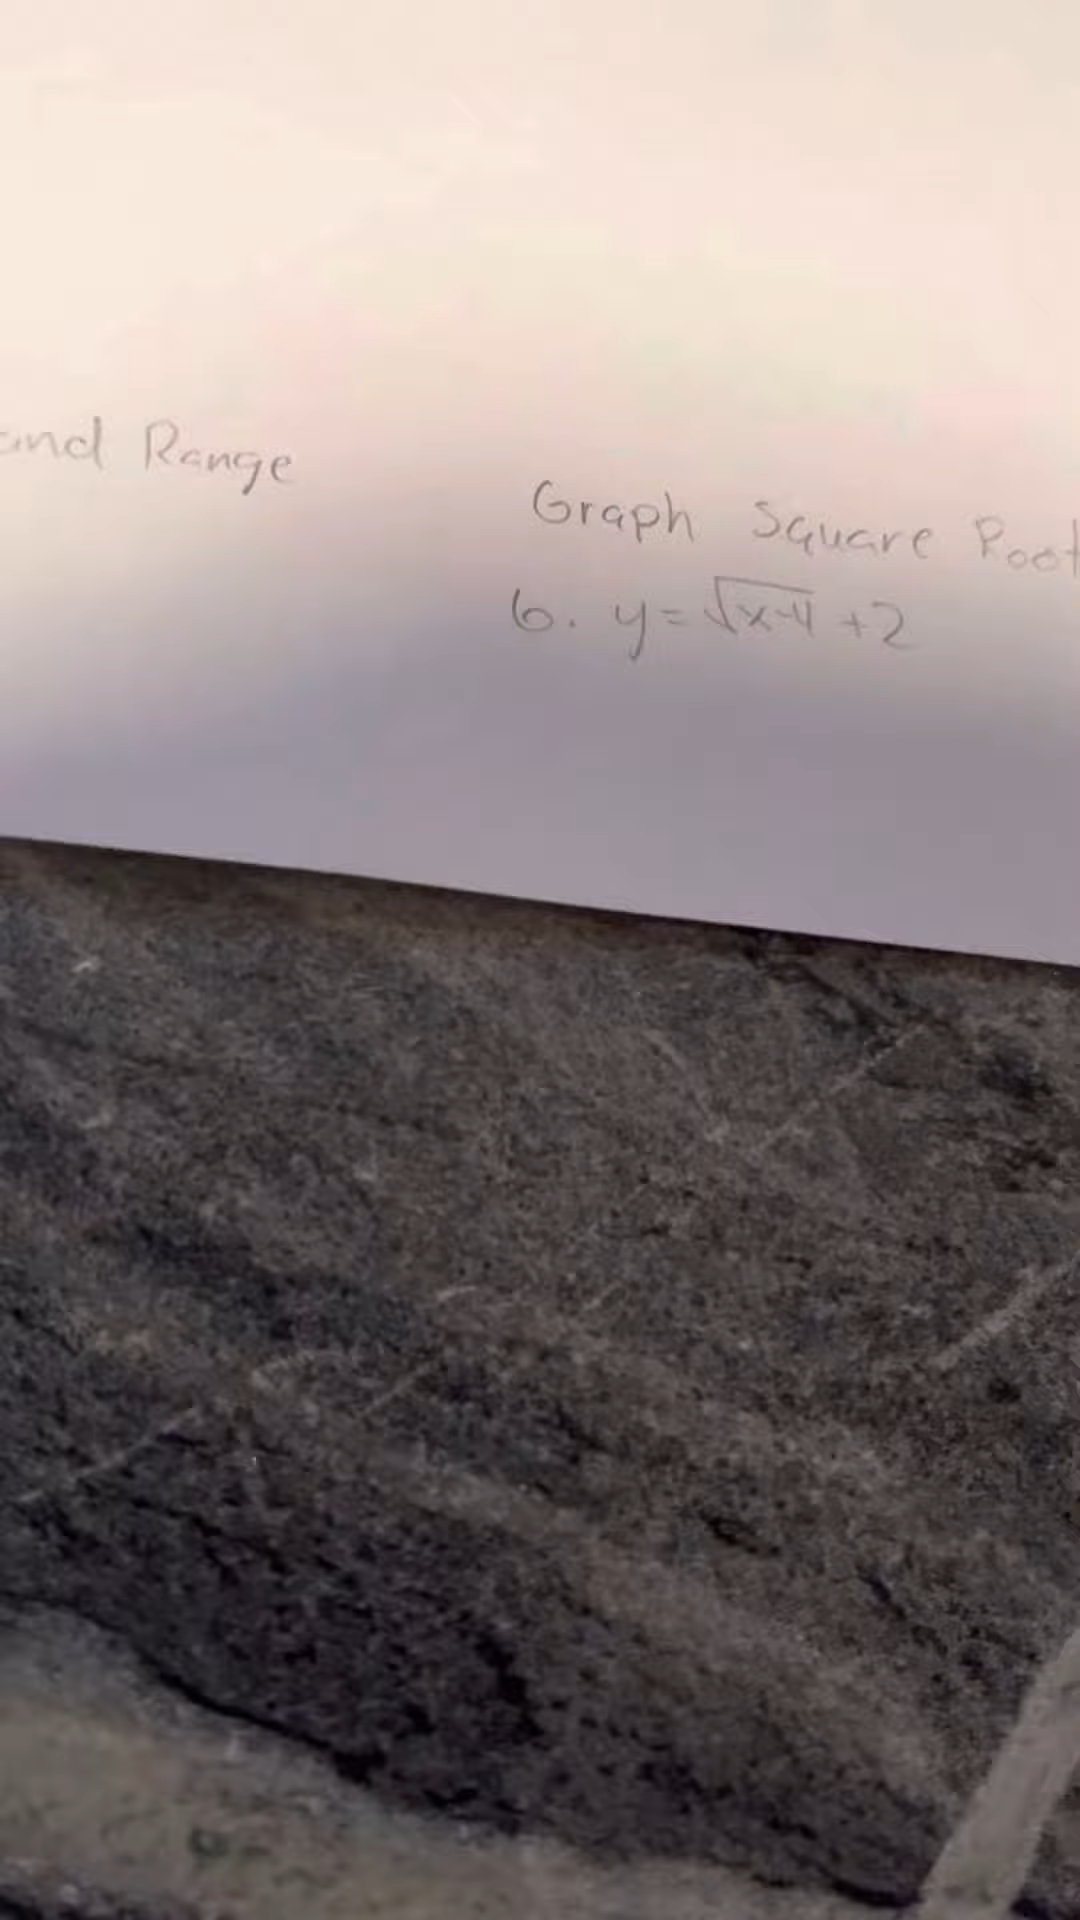 and Range
Graph Square Root
6. y=√x-4 +2